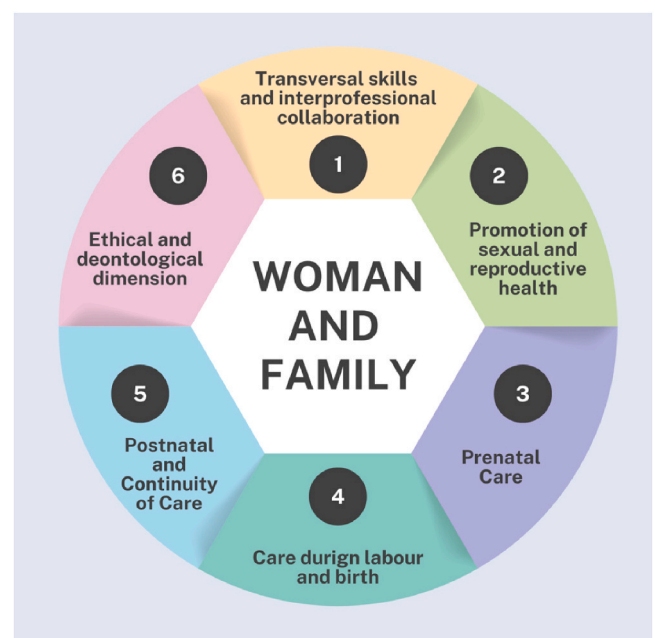 Transversal skills
and interprofessional
collaboration
1
2
Promotion of
sexual and
reproductive
health
3
Prenatal
Care
4
Care durign labour
and birth
5
Postnatal
and
Continuity
of Care
6
Ethical and
deontological
dimension
WOMAN
AND
FAMILY